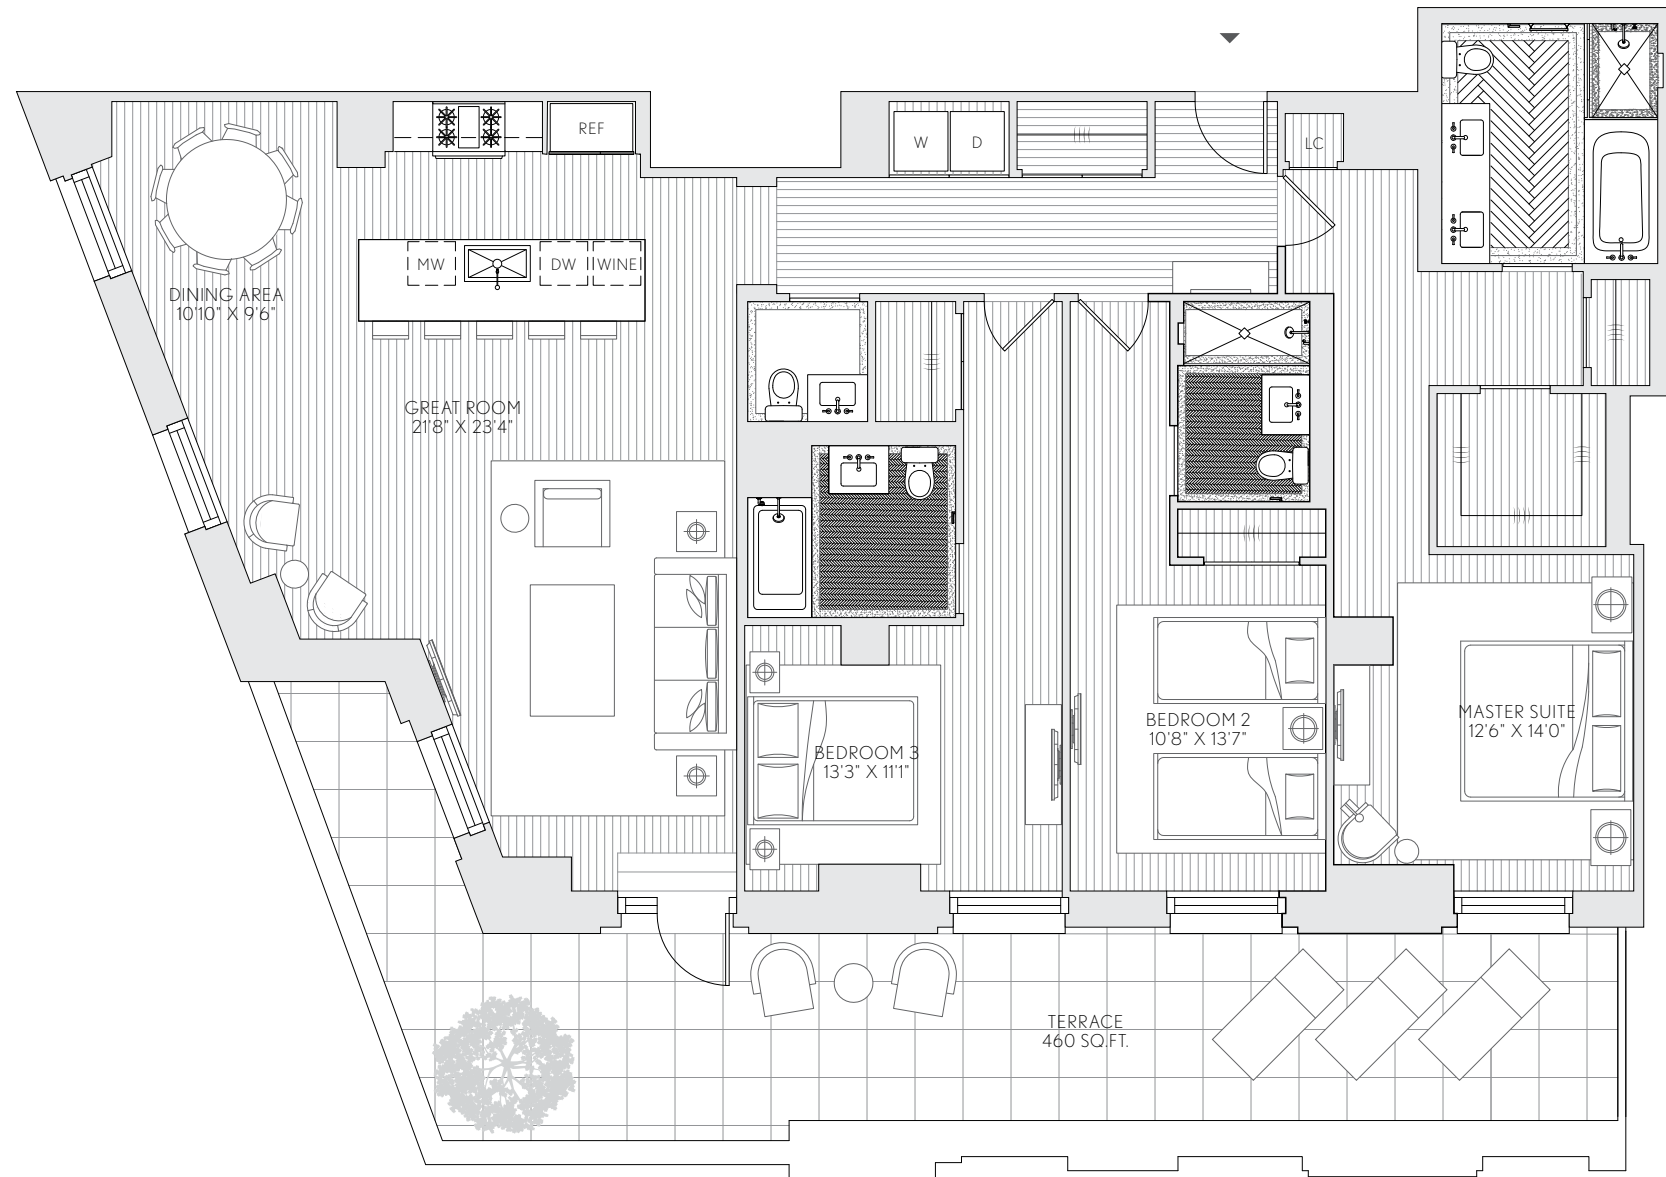 REF
W
D
LC
MW
DW
WINE
DINING AREA
10'10" X 9'6"
GREAT ROOM
21'8" X 23'4"
BEDROOM 3
13'3" X 11'1"
BEDROOM 2
10'8" X 13'7"
MASTER SUITE
12'6" X 14'0"
TERRACE
460 SQ.FT.